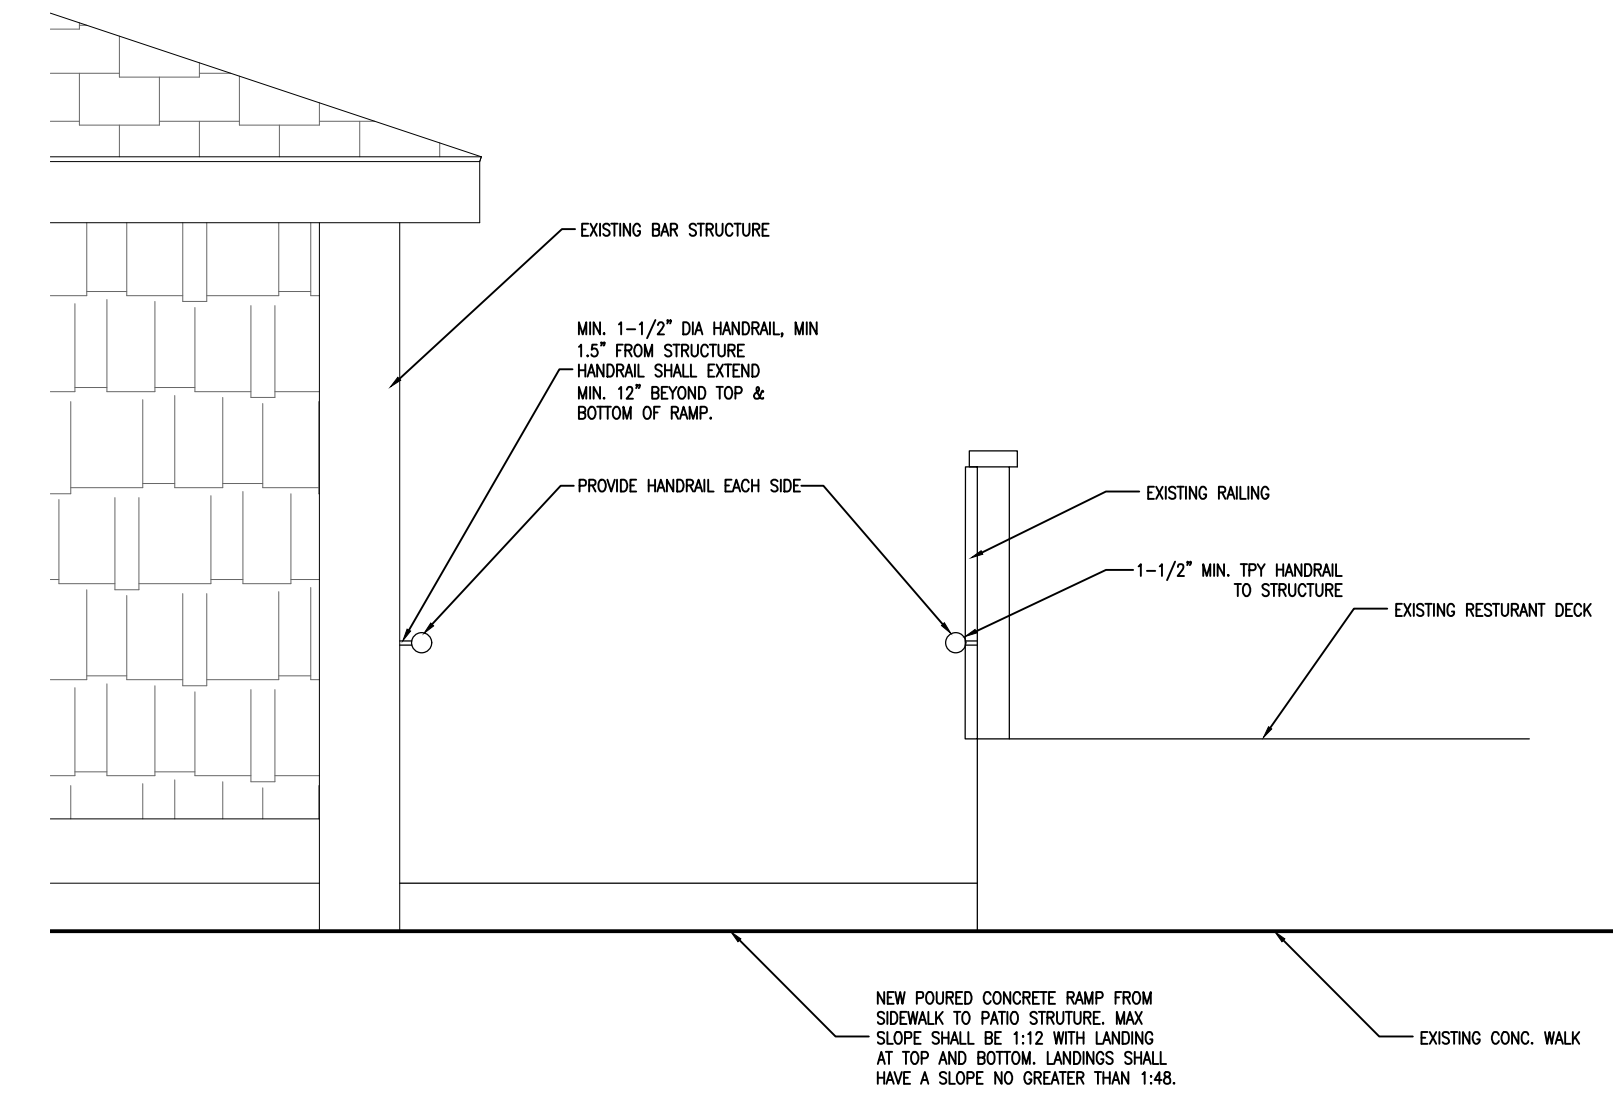 EXISTING BAR STRUCTURE
MIN. 1-1/2" DIA HANDRAIL, MIN
1.5" FROM STRUCTURE
HANDRAIL SHALL EXTEND
MIN. 12" BEYOND TOP &
BOTTOM OF RAMP.
PROVIDE HANDRAIL EACH SIDE
EXISTING RAILING
1-1/2" MIN. TPY HANDRAIL
TO STRUCTURE
EXISTING RESTURANT DECK
NEW POURED CONCRETE RAMP FROM
SIDEWALK TO PATIO STRUTURE. MAX
SLOPE SHALL BE 1:12 WITH LANDING
AT TOP AND BOTTOM. LANDINGS SHALL
HAVE A SLOPE NO GREATER THAN 1:48.
EXISTING CONC. WALK